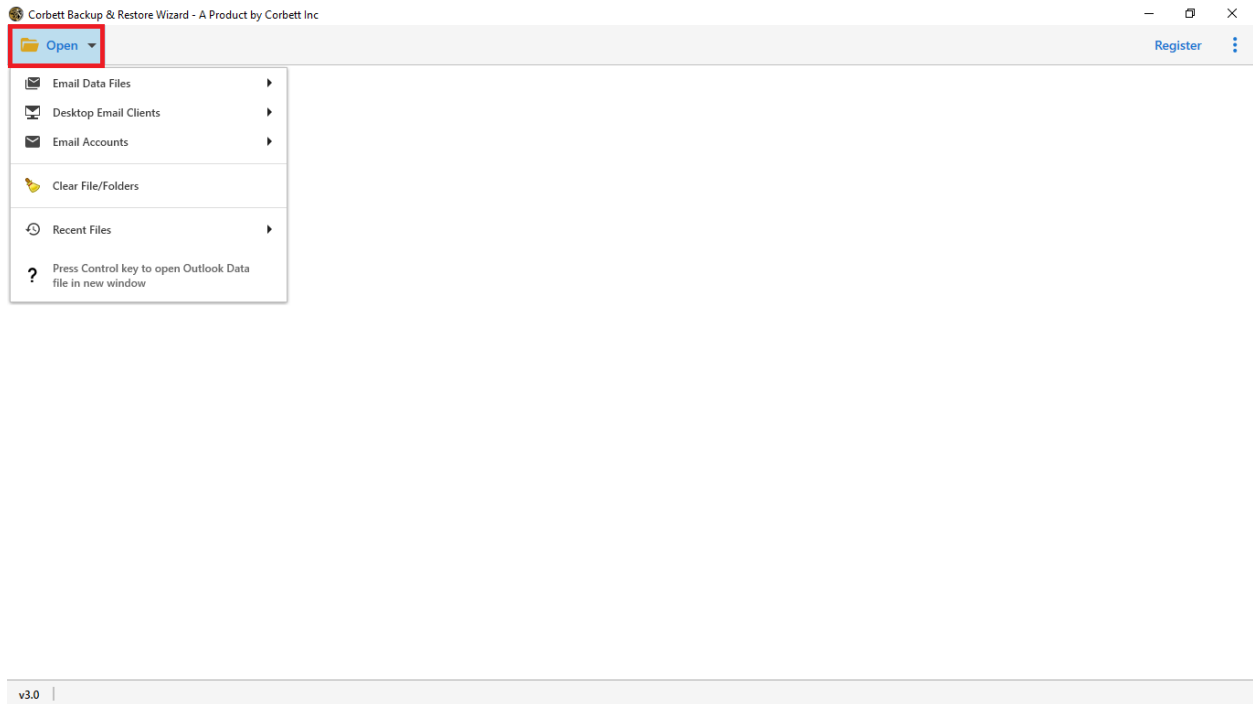 Corbett Backup & Restore Wizard - A Product by Corbett Inc
Open
Register
Email Data Files
Desktop Email Clients
Email Accounts
Clear File/Folders
Recent Files
? Press Control key to open Outlook Data
file in new window
v3.0